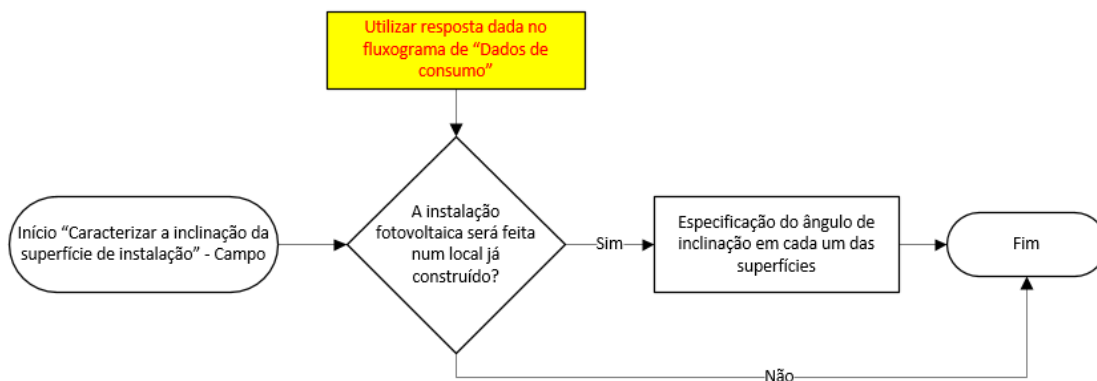 Utilizar resposta dada no
fluxograma de “Dados de
consumo”
Início “Caracterizar a inclinação da
superfície de instalação” - Campo
A instalação
fotovoltaica será feita
num local já
construído?
Sim
Especificação do ângulo de
inclinação em cada um das
superfícies
Fim
Não